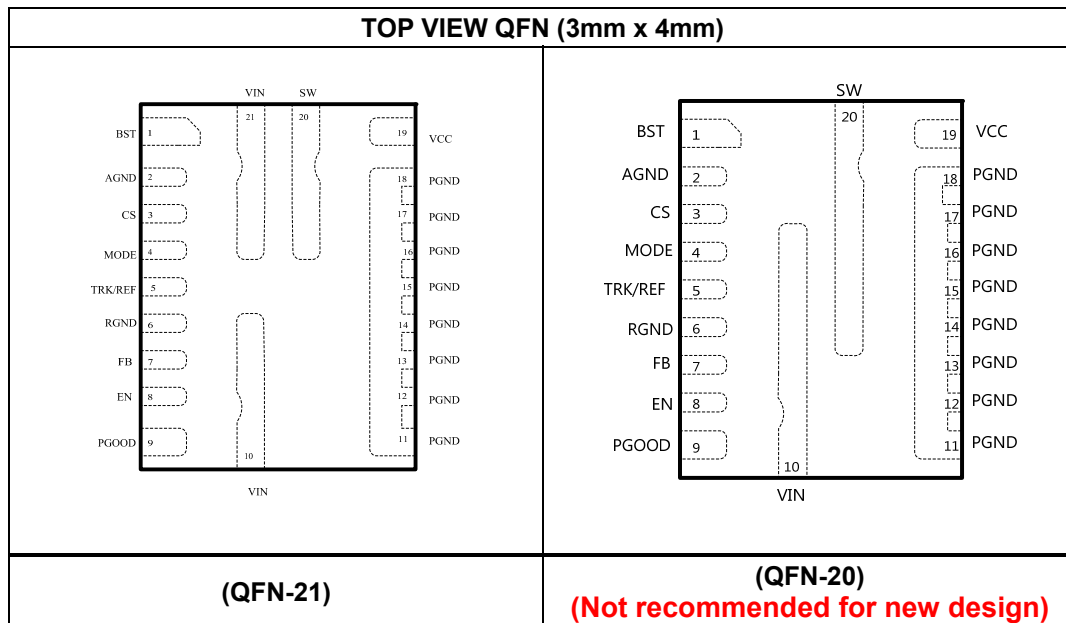 TOP VIEW QFN (3mm x 4mm)
VIN SW
21 20
BST 1
19 VCC
AGND 2
18 PGND
CS 3
17 PGND
MODE 4
16 PGND
TRK/REF 5
15 PGND
RGND 6
14 PGND
FB 7
13 PGND
EN 8
12 PGND
PGOOD 9
11 PGND
10
VIN
SW
20
BST 1
19 VCC
AGND 2
18 PGND
CS 3
17 PGND
MODE 4
16 PGND
TRK/REF 5
15 PGND
RGND 6
14 PGND
FB 7
13 PGND
EN 8
12 PGND
PGOOD 9
11 PGND
10
VIN
(QFN-21)
(QFN-20)
(Not recommended for new design)